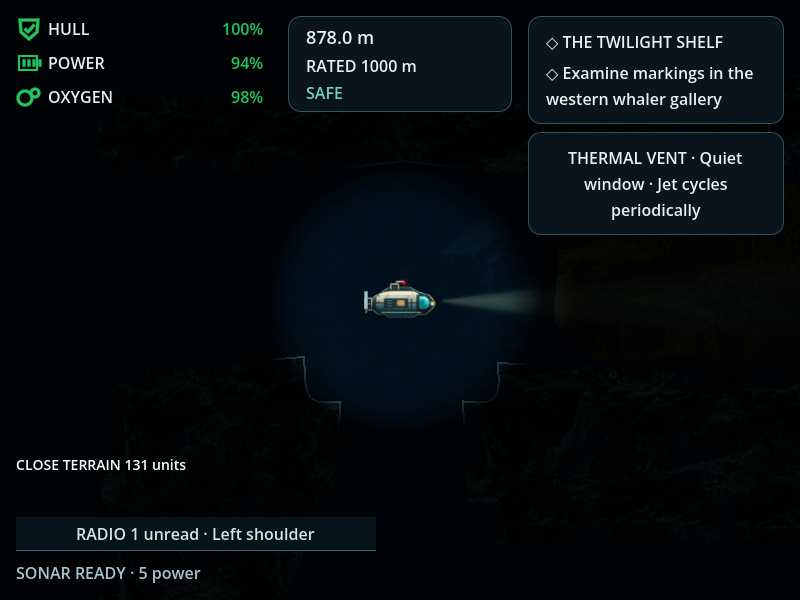 HULL 100%
POWER 94%
OXYGEN 98%
878.0 m
RATED 1000 m
SAFE
◇ THE TWILIGHT SHELF
◇ Examine markings in the
western whaler gallery
THERMAL VENT · Quiet
window · Jet cycles
periodically
CLOSE TERRAIN 131 units
RADIO 1 unread · Left shoulder
SONAR READY · 5 power